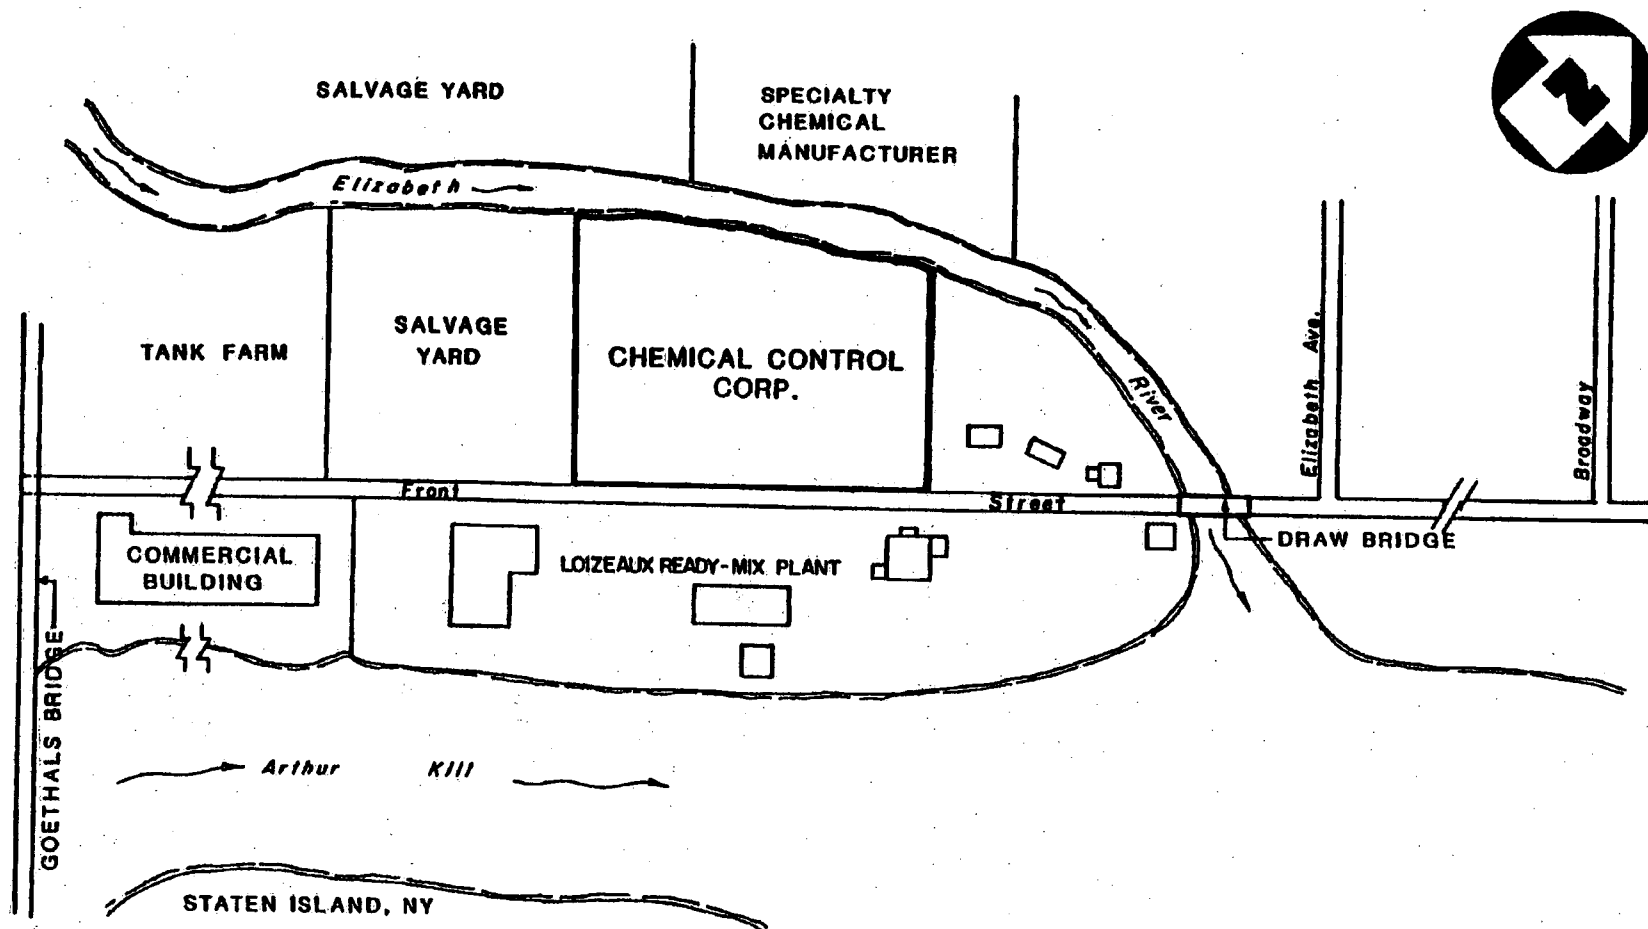 SALVAGE YARD
SPECIALTY
CHEMICAL
MANUFACTURER
N
Elizabeth
SALVAGE
YARD
TANK FARM
CHEMICAL CONTROL
CORP.
River
Elizabeth Ave.
Broadway
Front
Street
COMMERCIAL
BUILDING
LOIZEAUX READY-MIX PLANT
DRAW BRIDGE
GOETHALS BRIDGE
Arthur Kill
STATEN ISLAND, NY